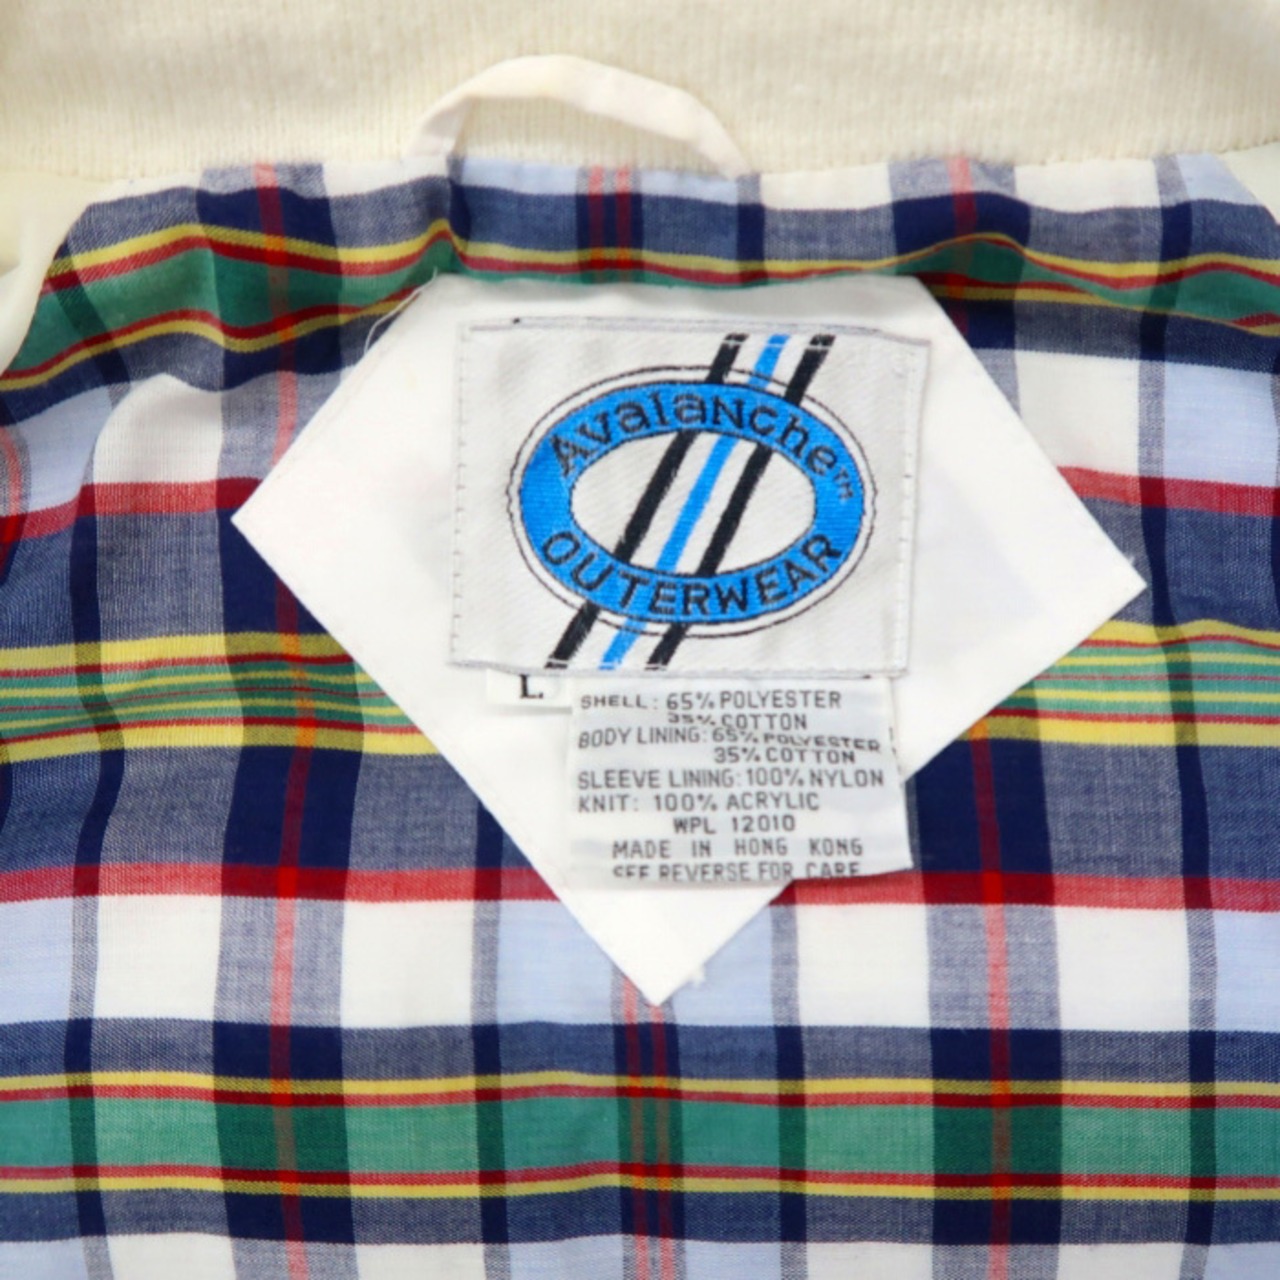 AvalaNche™
OUTERWEAR
L
SHELL: 65% POLYESTER
35% COTTON
BODY LINING: 65% POLYESTER
35% COTTON
SLEEVE LINING: 100% NYLON
KNIT: 100% ACRYLIC
WPL 12010
MADE IN HONG KONG
SEE REVERSE FOR CARE